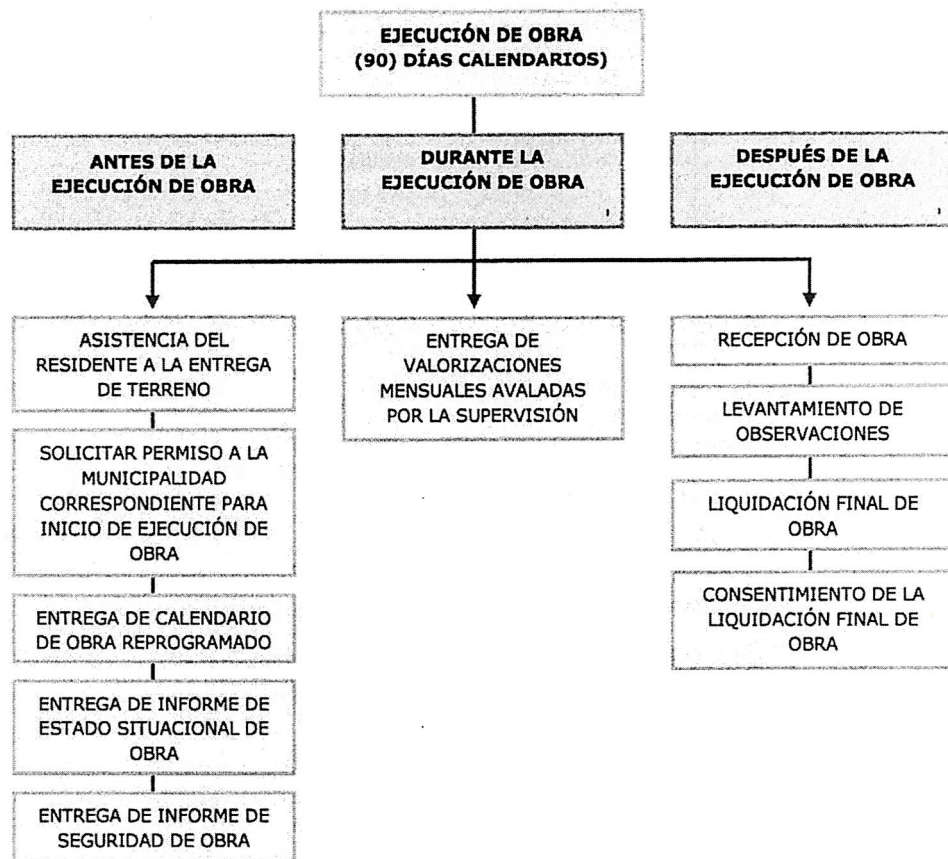 EJECUCIÓN DE OBRA
(90) DÍAS CALENDARIOS)
ANTES DE LA
EJECUCIÓN DE OBRA
DURANTE LA
EJECUCIÓN DE OBRA
DESPUÉS DE LA
EJECUCIÓN DE OBRA
ASISTENCIA DEL
RESIDENTE A LA ENTREGA
DE TERRENO
SOLICITAR PERMISO A LA
MUNICIPALIDAD
CORRESPONDIENTE PARA
INICIO DE EJECUCIÓN DE
OBRA
ENTREGA DE CALENDARIO
DE OBRA REPROGRAMADO
ENTREGA DE INFORME DE
ESTADO SITUACIONAL DE
OBRA
ENTREGA DE INFORME DE
SEGURIDAD DE OBRA
ENTREGA DE
VALORIZACIONES
MENSUALES AVALADAS
POR LA SUPERVISIÓN
RECEPCIÓN DE OBRA
LEVANTAMIENTO DE
OBSERVACIONES
LIQUIDACIÓN FINAL DE
OBRA
CONSENTIMIENTO DE LA
LIQUIDACIÓN FINAL DE
OBRA